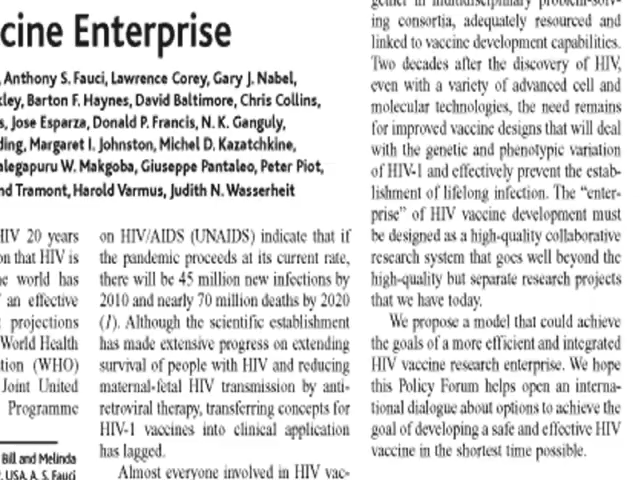 cine Enterprise
, Anthony S. Fauci, Lawrence Corey, Gary J. Nabel,
kley, Barton F. Haynes, David Baltimore, Chris Collins,
s, Jose Esparza, Donald P. Francis, N. K. Ganguly,
ding, Margaret I. Johnston, Michel D. Kazatchkine,
alegapuru W. Makgoba, Giuseppe Pantaleo, Peter Piot,
nd Tramont, Harold Varmus, Judith N. Wasserheit
HIV 20 years
on that HIV is
e world has
an effective
projections
World Health
tion (WHO)
Joint United
Programme
Bill and Melinda
, USA. A. S. Fauci
on HIV/AIDS (UNAIDS) indicate that if
the pandemic proceeds at its current rate,
there will be 45 million new infections by
2010 and nearly 70 million deaths by 2020
(1). Although the scientific establishment
has made extensive progress on extending
survival of people with HIV and reducing
maternal-fetal HIV transmission by anti-
retroviral therapy, transferring concepts for
HIV-1 vaccines into clinical application
has lagged.
Almost everyone involved in HIV vac-
gether in multidisciplinary problem-solv-
ing consortia, adequately resourced and
linked to vaccine development capabilities.
Two decades after the discovery of HIV,
even with a variety of advanced cell and
molecular technologies, the need remains
for improved vaccine designs that will deal
with the genetic and phenotypic variation
of HIV-1 and effectively prevent the estab-
lishment of lifelong infection. The “enter-
prise” of HIV vaccine development must
be designed as a high-quality collaborative
research system that goes well beyond the
high-quality but separate research projects
that we have today.
We propose a model that could achieve
the goals of a more efficient and integrated
HIV vaccine research enterprise. We hope
this Policy Forum helps open an interna-
tional dialogue about options to achieve the
goal of developing a safe and effective HIV
vaccine in the shortest time possible.